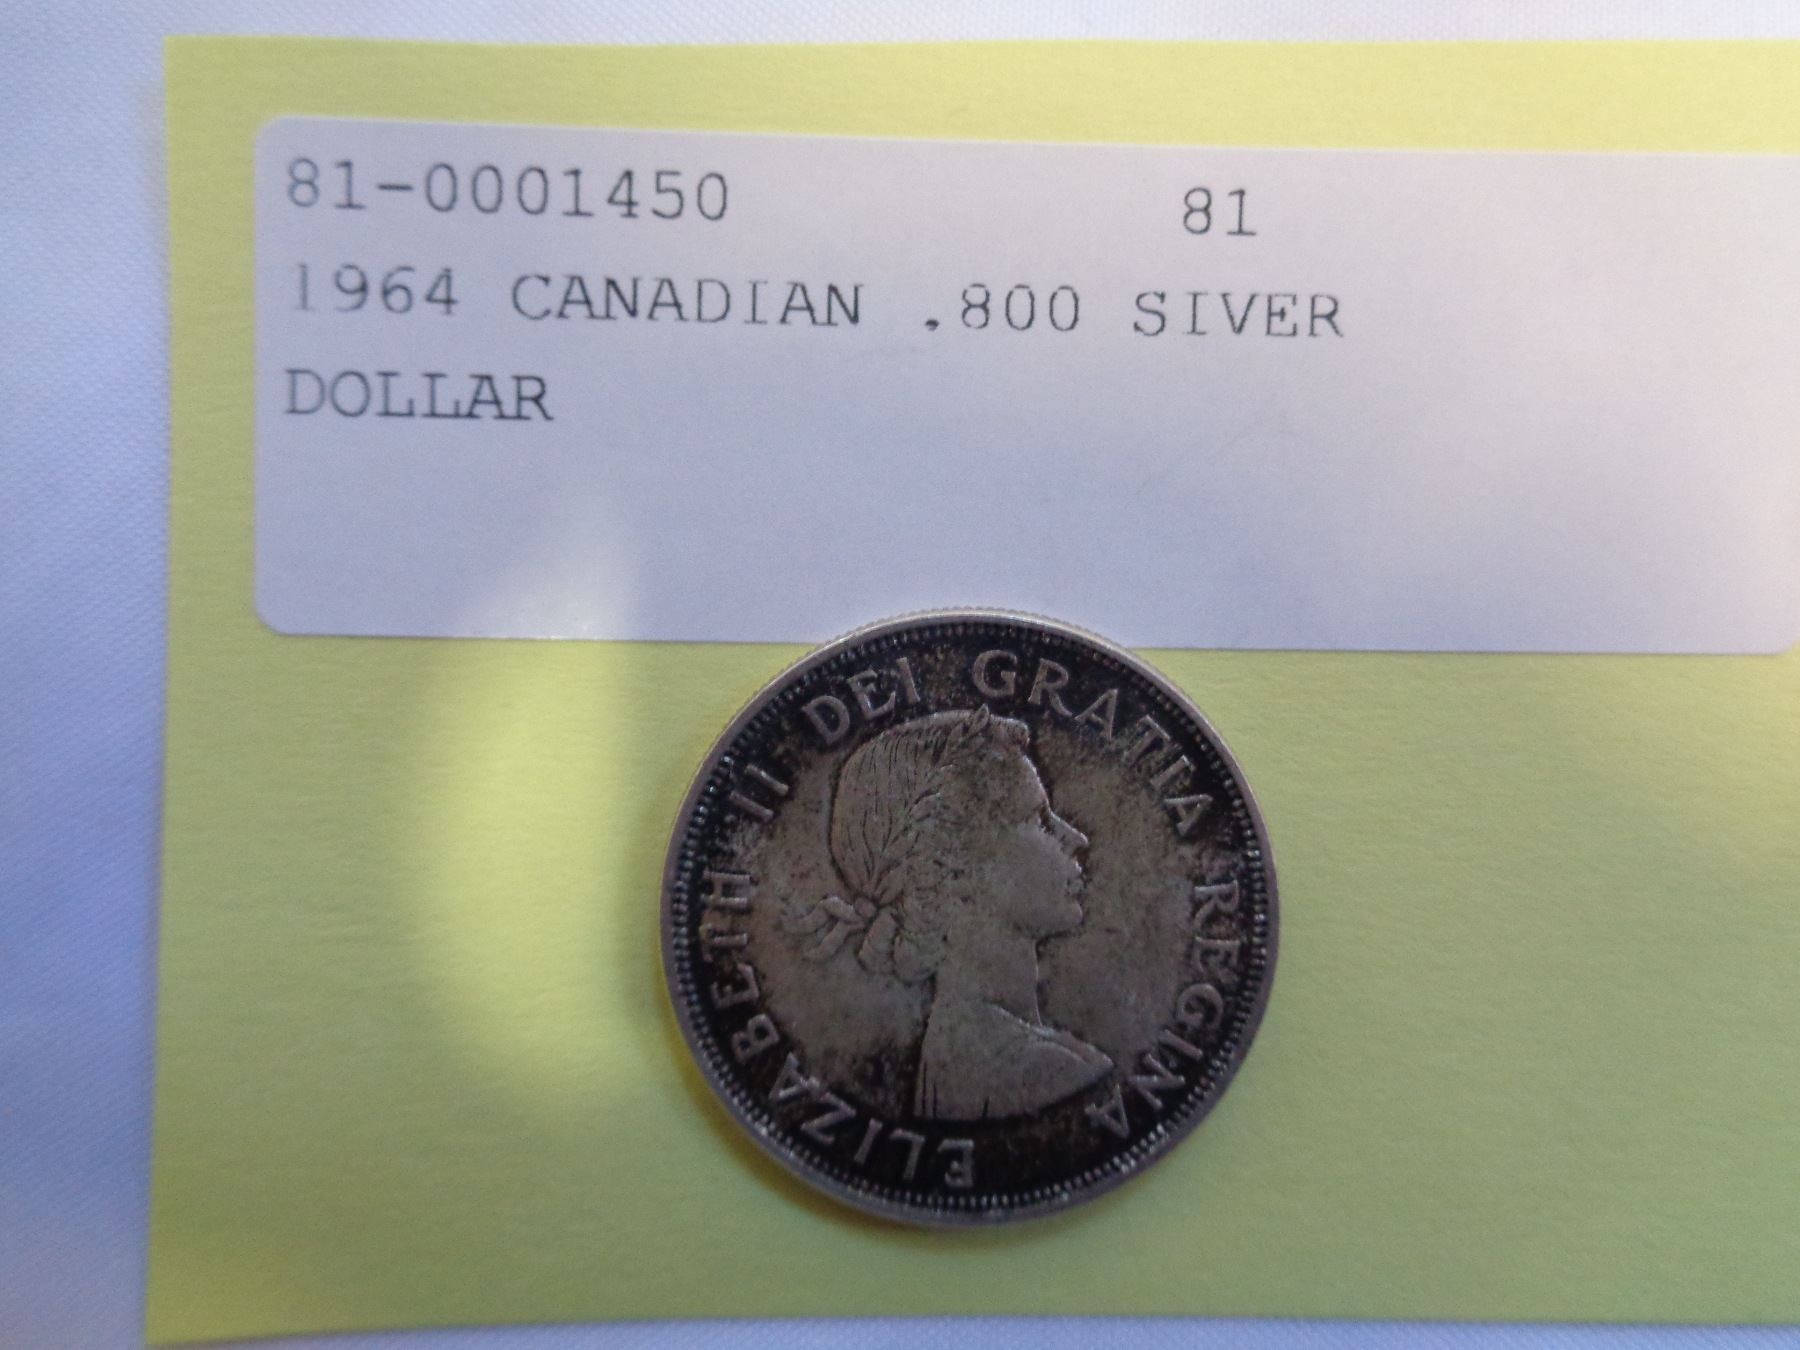 81-0001450 81
1964 CANADIAN .800 SIVER
DOLLAR
ELIZABETH II DEI GRATIA REGINA